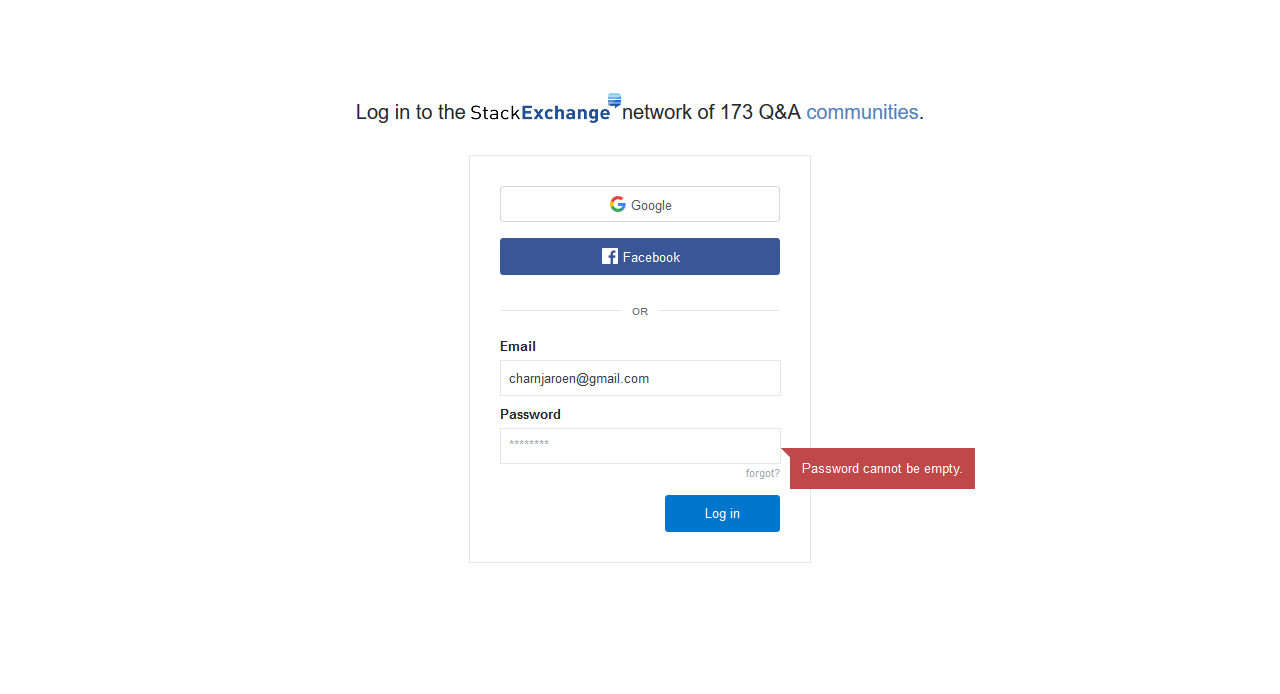 Log in to the StackExchange network of 173 Q&A communities.
Google
Facebook
OR
Email
charnjaroen@gmail.com
Password
********
Password cannot be empty.
forgot?
Log in